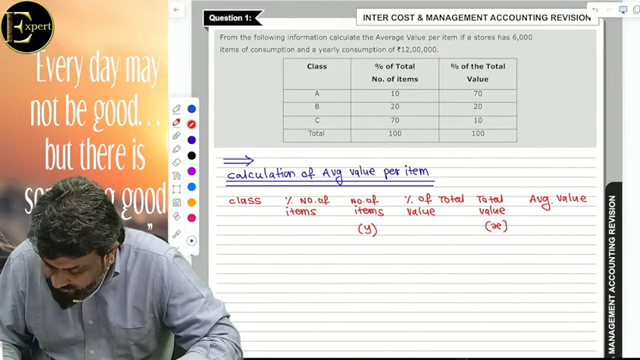 Expert
Question 1:
INTER COST & MANAGEMENT ACCOUNTING REVISION
From the following information calculate the Average Value per item if a stores has 6,000
items of consumption and a yearly consumption of ₹12,00,000.
Class % of Total No. of items % of the Total Value
A 10 70
B 20 20
C 70 10
Total 100 100
Every day may
not be good...
but there is
good
calculation of Avg value per item
class % No. of items No. of items (y) % of Total value Total value (x) Avg. value
MANAGEMENT ACCOUNTING REVISION